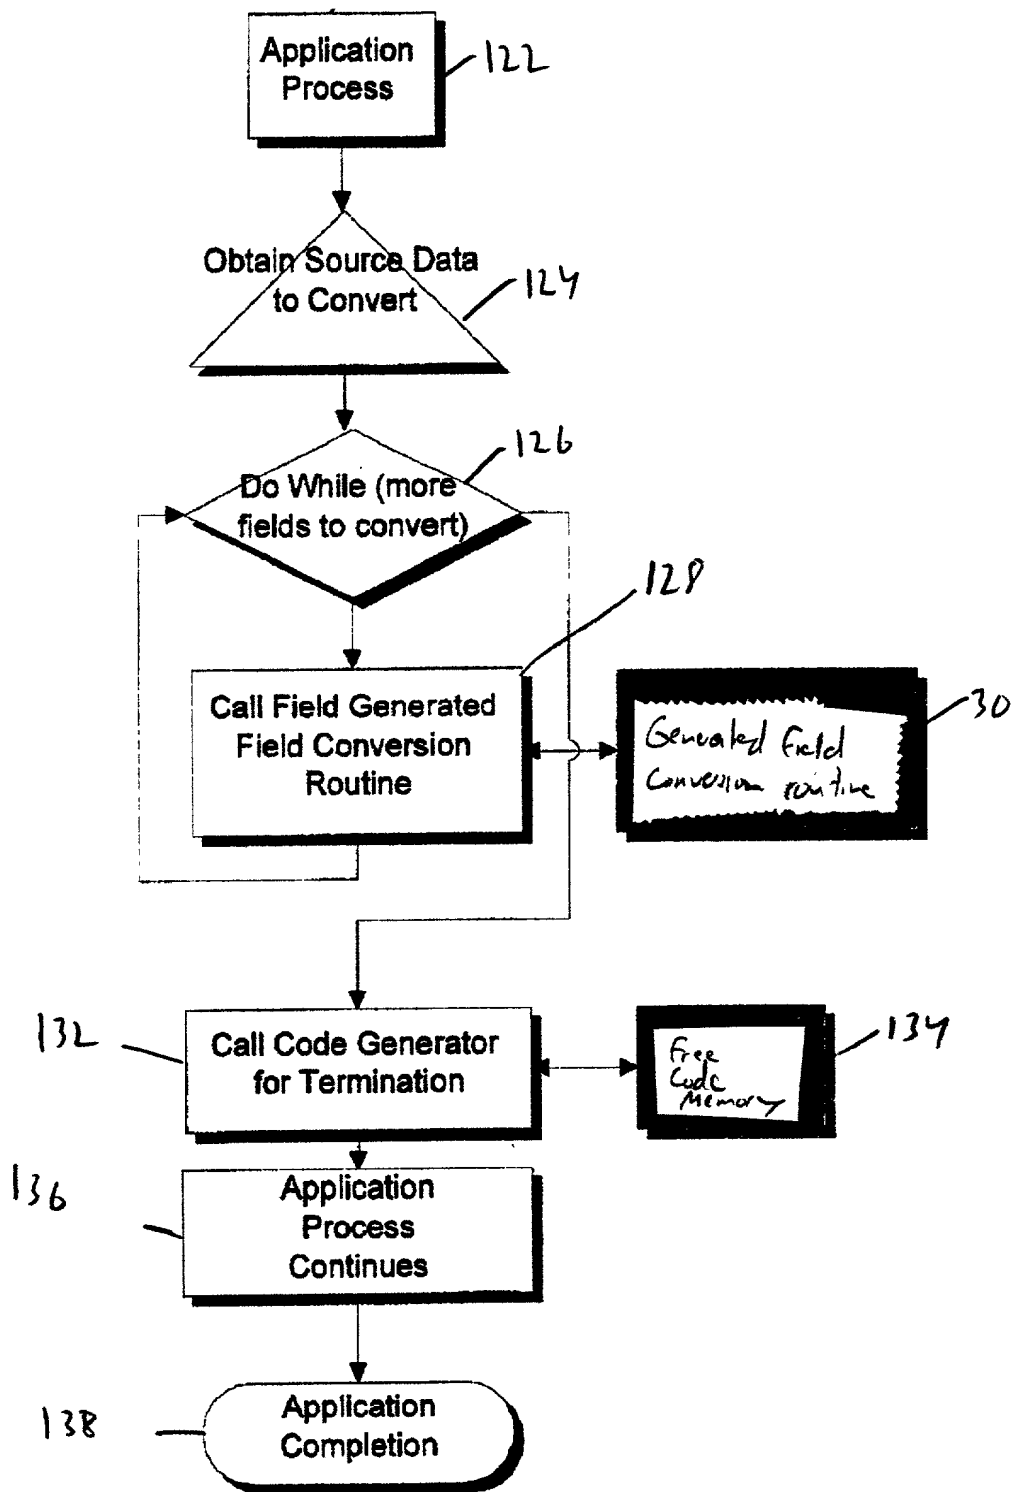 Application
Process
122
Obtain Source Data
to Convert
124
126
Do While (more
fields to convert)
128
Call Field Generated
Field Conversion
Routine
30
Generated field
Conversion routine
132
Call Code Generator
for Termination
134
Free
Code
Memory
136
Application
Process
Continues
138
Application
Completion